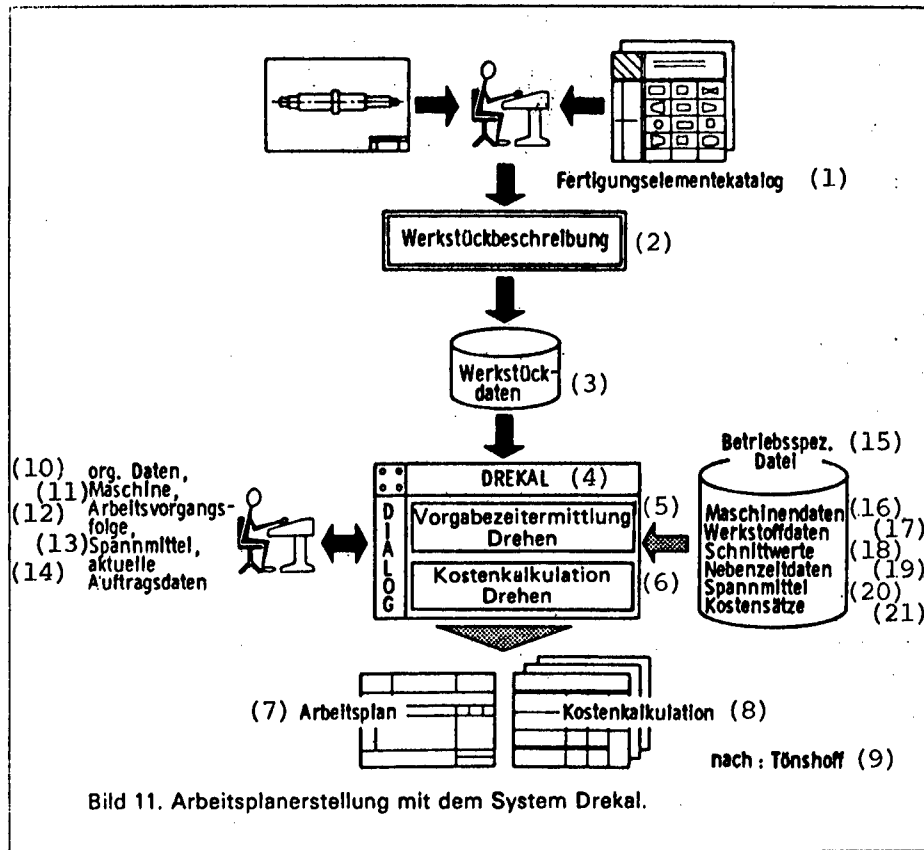 Fertigungselementekatalog (1)
Werkstückbeschreibung (2)
Werkstück-
daten (3)
(10) org. Daten,
(11) Maschine,
(12) Arbeitsvorgangs-
folge,
(13) Spannmittel,
(14) aktuelle
Auftragsdaten
DIALOG
DREKAL (4)
Vorgabezeitermittlung (5)
Drehen
Kostenkalkulation (6)
Drehen
Betriebsspez. (15)
Datei
Maschinendaten (16)
Werkstoffdaten (17)
Schnittwerte (18)
Nebenzeitdaten (19)
Spannmittel (20)
Kostensätze (21)
(7) Arbeitsplan
Kostenkalkulation (8)
nach : Tönshoff (9)
Bild 11. Arbeitsplanerstellung mit dem System Drekal.